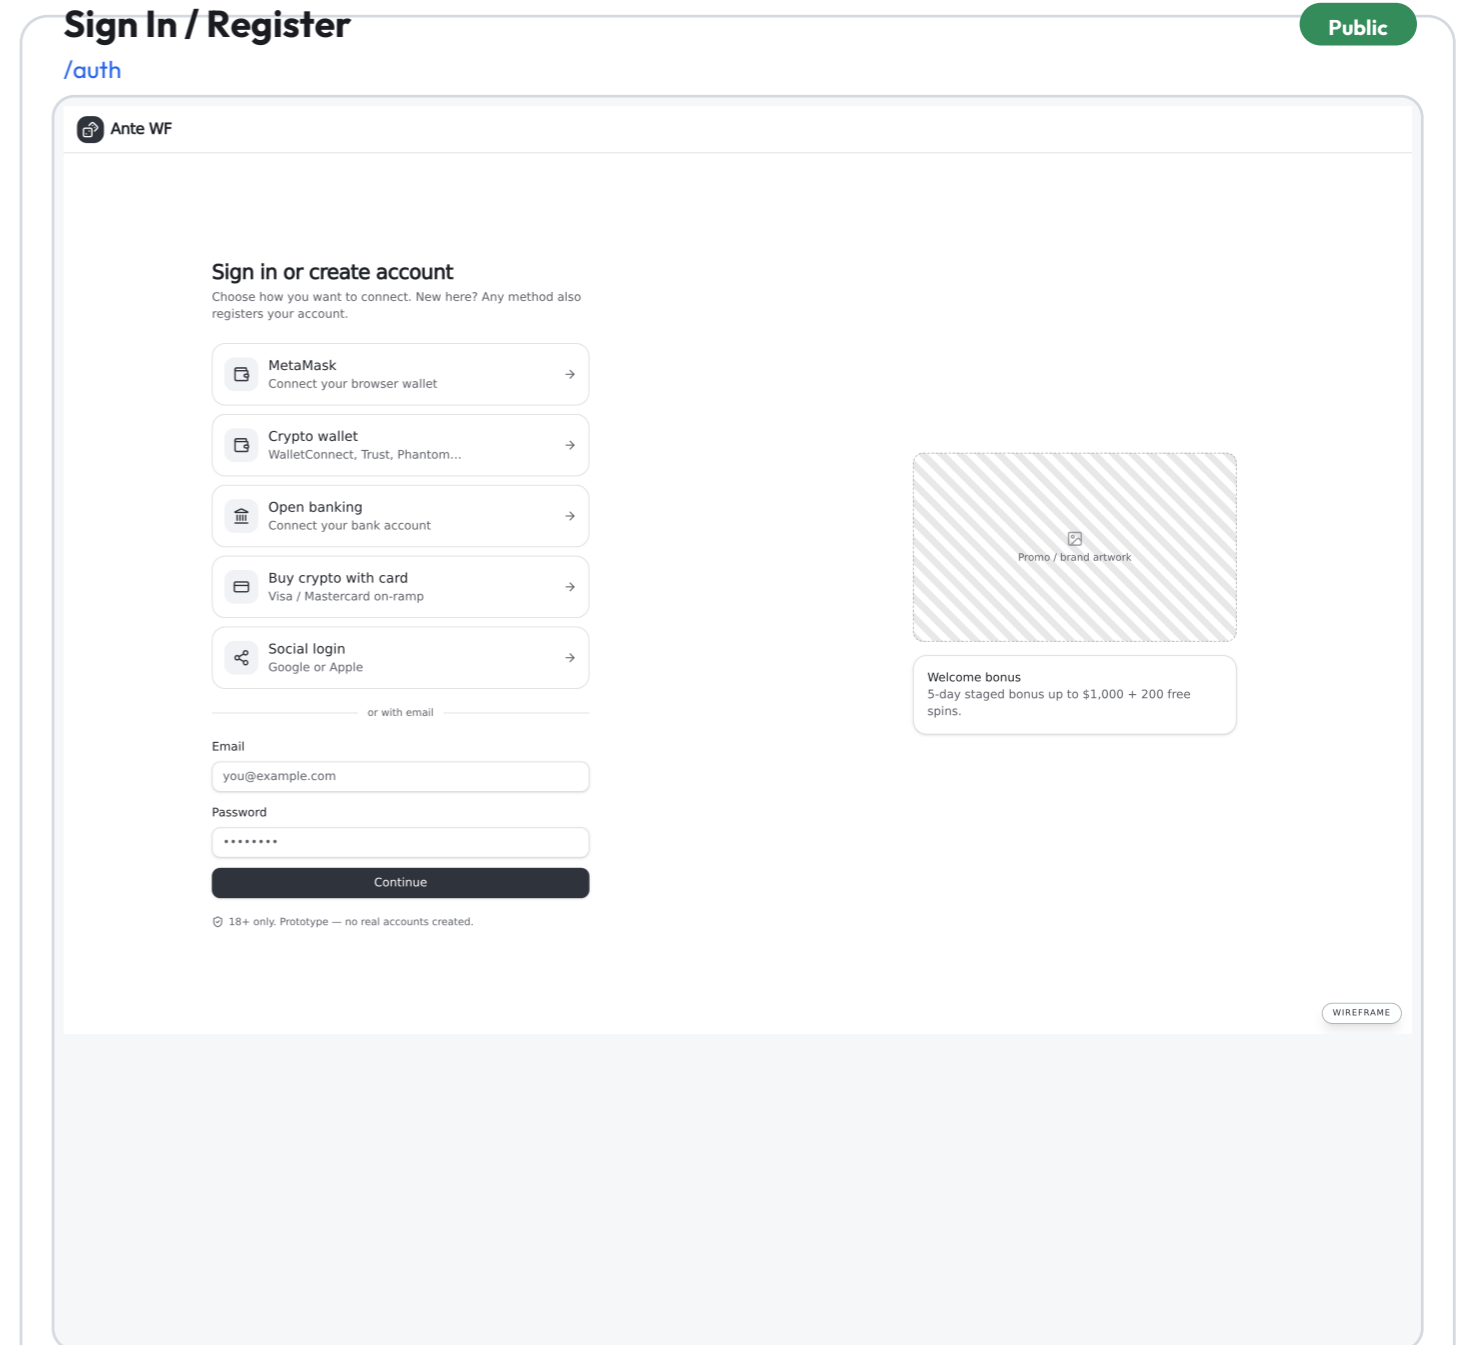 Sign In / Register
Public
/auth
Ante WF
Sign in or create account
Choose how you want to connect. New here? Any method also
registers your account.
MetaMask
Connect your browser wallet
Crypto wallet
WalletConnect, Trust, Phantom...
Open banking
Connect your bank account
Buy crypto with card
Visa / Mastercard on-ramp
Social login
Google or Apple
or with email
Email
you@example.com
Password
••••••••
Continue
18+ only. Prototype — no real accounts created.
Promo / brand artwork
Welcome bonus
5-day staged bonus up to $1,000 + 200 free
spins.
WIREFRAME